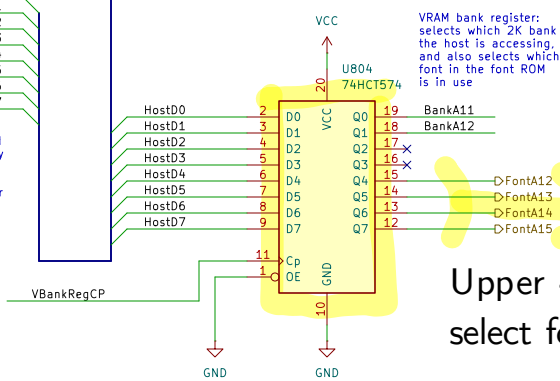 VCC
VRAM bank register:
selects which 2K bank
the host is accessing,
and also selects which
font in the font ROM
is in use
U804
74HCT574
20
VCC
HostD0 2 D0 Q0 19 BankA11
HostD1 3 D1 Q1 18 BankA12
HostD2 4 D2 Q2 17
HostD3 5 D3 Q3 16
HostD4 6 D4 Q4 15 FontA12
HostD5 7 D5 Q5 14 FontA13
HostD6 8 D6 Q6 13 FontA14
HostD7 9 D7 Q7 12 FontA15
11 Cp
1 OE
GND
VBankRegCP
10
Upper
select
GND
GND